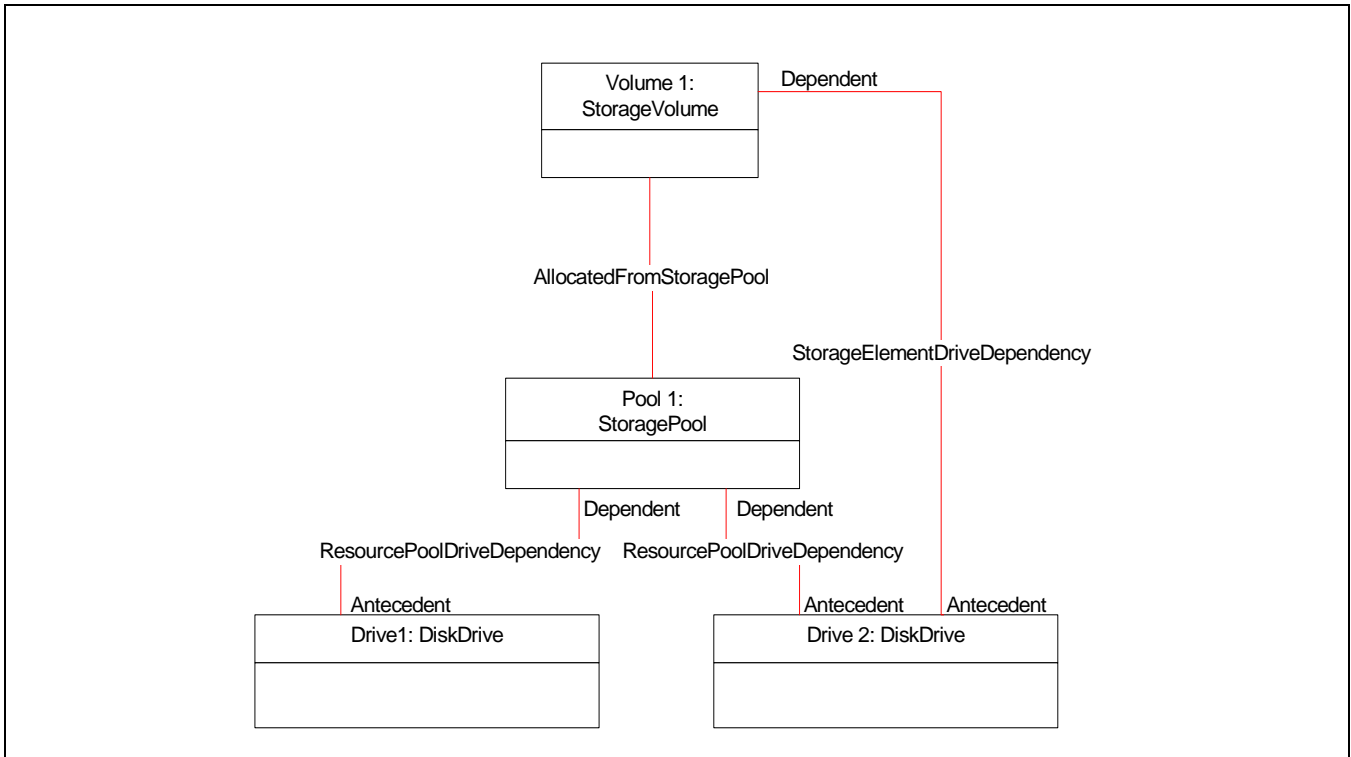 Volume 1:
StorageVolume
Dependent
AllocatedFromStoragePool
StorageElementDriveDependency
Pool 1:
StoragePool
Dependent
Dependent
ResourcePoolDriveDependency
ResourcePoolDriveDependency
Antecedent
Antecedent
Antecedent
Drive1: DiskDrive
Drive 2: DiskDrive